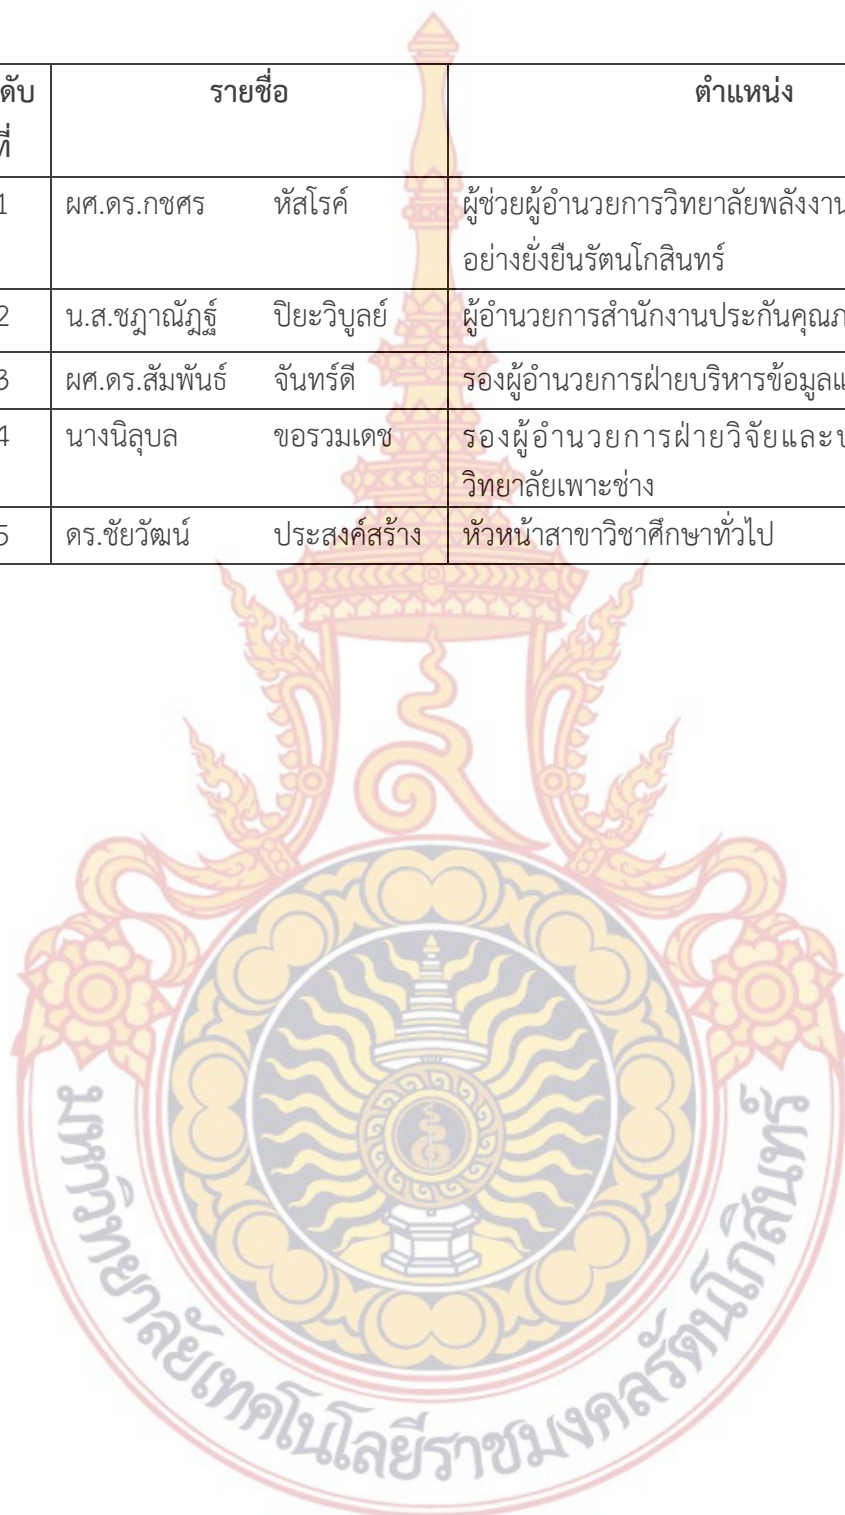 ดับ รายชื่อ ตำแหน่ง
ที่
1 ผศ.ดร.กชศร หัสโรค์ ผู้ช่วยผู้อำนวยการวิทยาลัยพลังงาน
อย่างยั่งยืนรัตนโกสินทร์
2 น.ส.ชฎาณัฎฐ์ ปิยะวิบูลย์ ผู้อำนวยการสำนักงานประกันคุณภ
3 ผศ.ดร.สัมพันธ์ จันทร์ดี รองผู้อำนวยการฝ่ายบริหารข้อมูลแ
4 นางนิลุบล ขอรวมเดช รองผู้อำนวยการฝ่ายวิจัยและบ
วิทยาลัยเพาะช่าง
5 ดร.ชัยวัฒน์ ประสงค์สร้าง หัวหน้าสาขาวิชาศึกษาทั่วไป
มหาวิทยาลัยเทคโนโลยีราชมงคลรัตนโกสินทร์